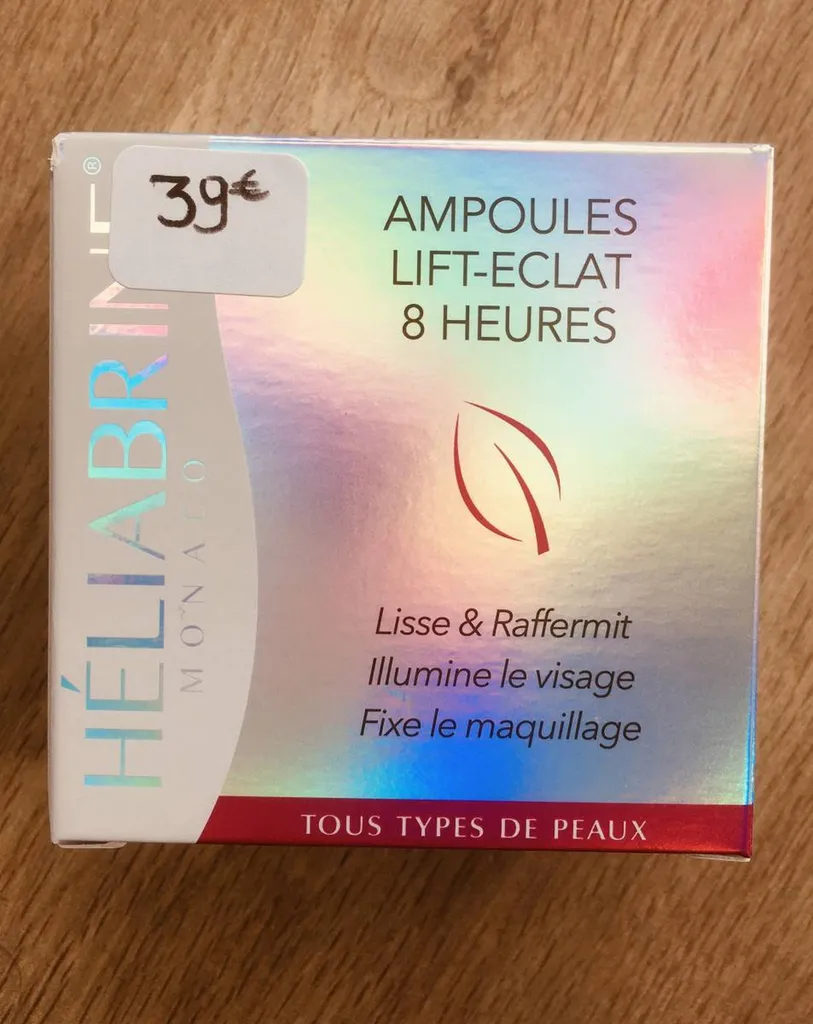 39€
HÉLIABRINE®
MONACO
AMPOULES
LIFT-ECLAT
8 HEURES
Lisse & Raffermit
Illumine le visage
Fixe le maquillage
TOUS TYPES DE PEAUX